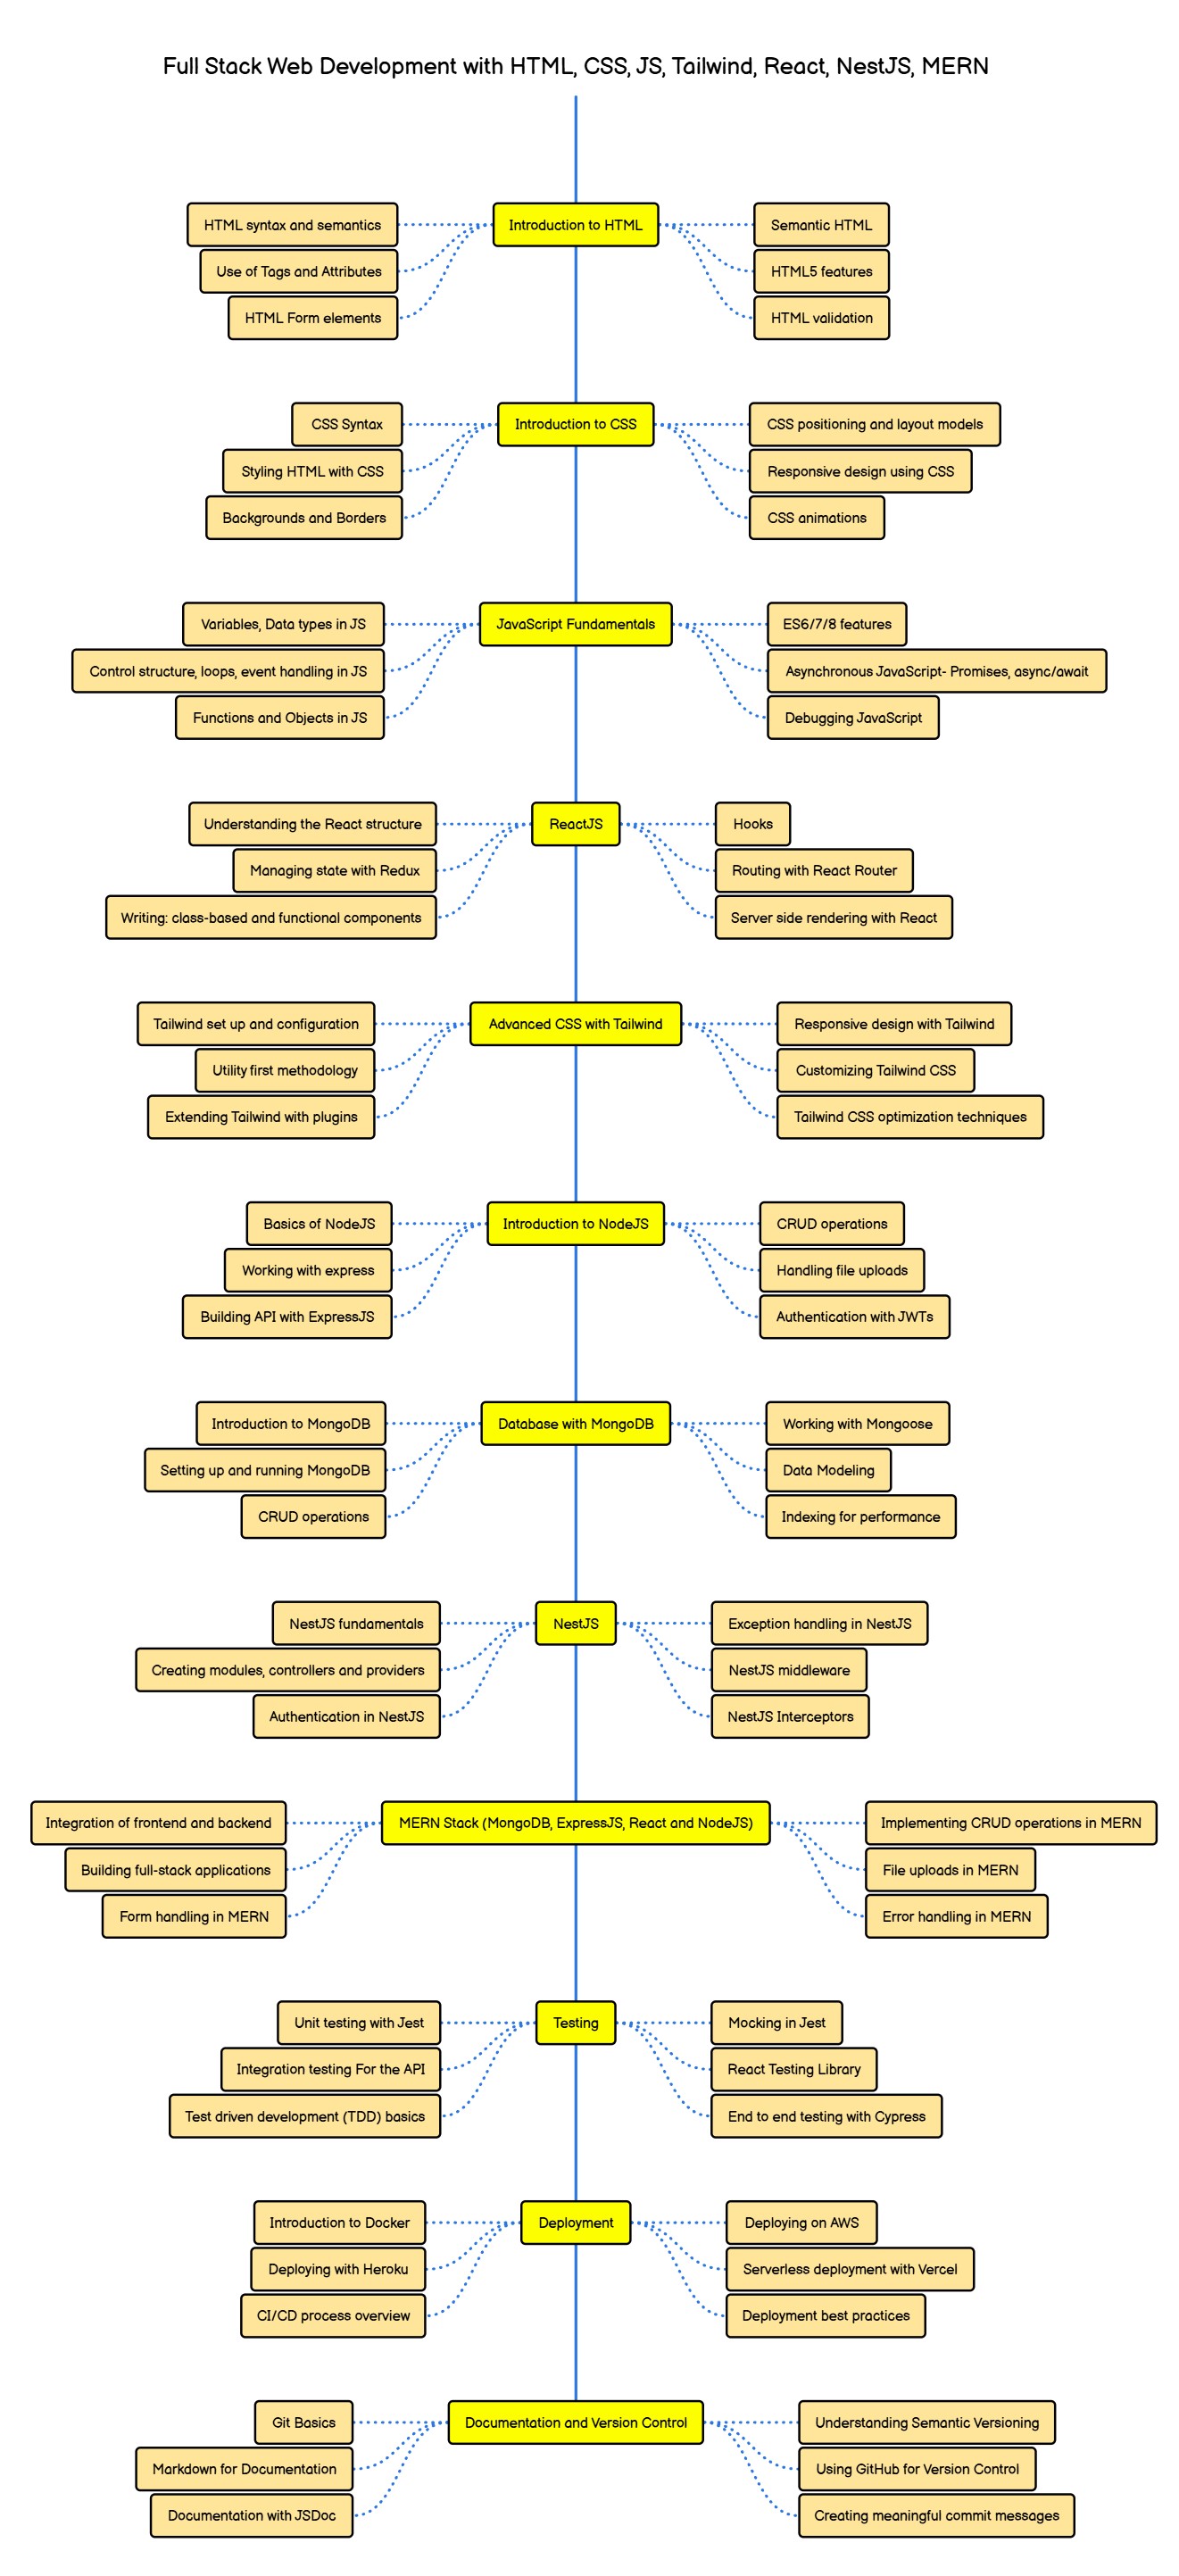 Full Stack Web Development with HTML, CSS, JS, Tailwind, React, NestJS, MERN
Introduction to HTML
HTML syntax and semantics
Use of Tags and Attributes
HTML Form elements
Semantic HTML
HTML5 features
HTML validation
Introduction to CSS
CSS Syntax
Styling HTML with CSS
Backgrounds and Borders
CSS positioning and layout models
Responsive design using CSS
CSS animations
JavaScript Fundamentals
Variables, Data types in JS
Control structure, loops, event handling in JS
Functions and Objects in JS
ES6/7/8 features
Asynchronous JavaScript- Promises, async/await
Debugging JavaScript
ReactJS
Understanding the React structure
Managing state with Redux
Writing: class-based and functional components
Hooks
Routing with React Router
Server side rendering with React
Advanced CSS with Tailwind
Tailwind set up and configuration
Utility first methodology
Extending Tailwind with plugins
Responsive design with Tailwind
Customizing Tailwind CSS
Tailwind CSS optimization techniques
Introduction to NodeJS
Basics of NodeJS
Working with express
Building API with ExpressJS
CRUD operations
Handling file uploads
Authentication with JWTs
Database with MongoDB
Introduction to MongoDB
Setting up and running MongoDB
CRUD operations
Working with Mongoose
Data Modeling
Indexing for performance
NestJS
NestJS fundamentals
Creating modules, controllers and providers
Authentication in NestJS
Exception handling in NestJS
NestJS middleware
NestJS Interceptors
MERN Stack (MongoDB, ExpressJS, React and NodeJS)
Integration of frontend and backend
Building full-stack applications
Form handling in MERN
Implementing CRUD operations in MERN
File uploads in MERN
Error handling in MERN
Testing
Unit testing with Jest
Integration testing For the API
Test driven development (TDD) basics
Mocking in Jest
React Testing Library
End to end testing with Cypress
Deployment
Introduction to Docker
Deploying with Heroku
CI/CD process overview
Deploying on AWS
Serverless deployment with Vercel
Deployment best practices
Documentation and Version Control
Git Basics
Markdown for Documentation
Documentation with JSDoc
Understanding Semantic Versioning
Using GitHub for Version Control
Creating meaningful commit messages